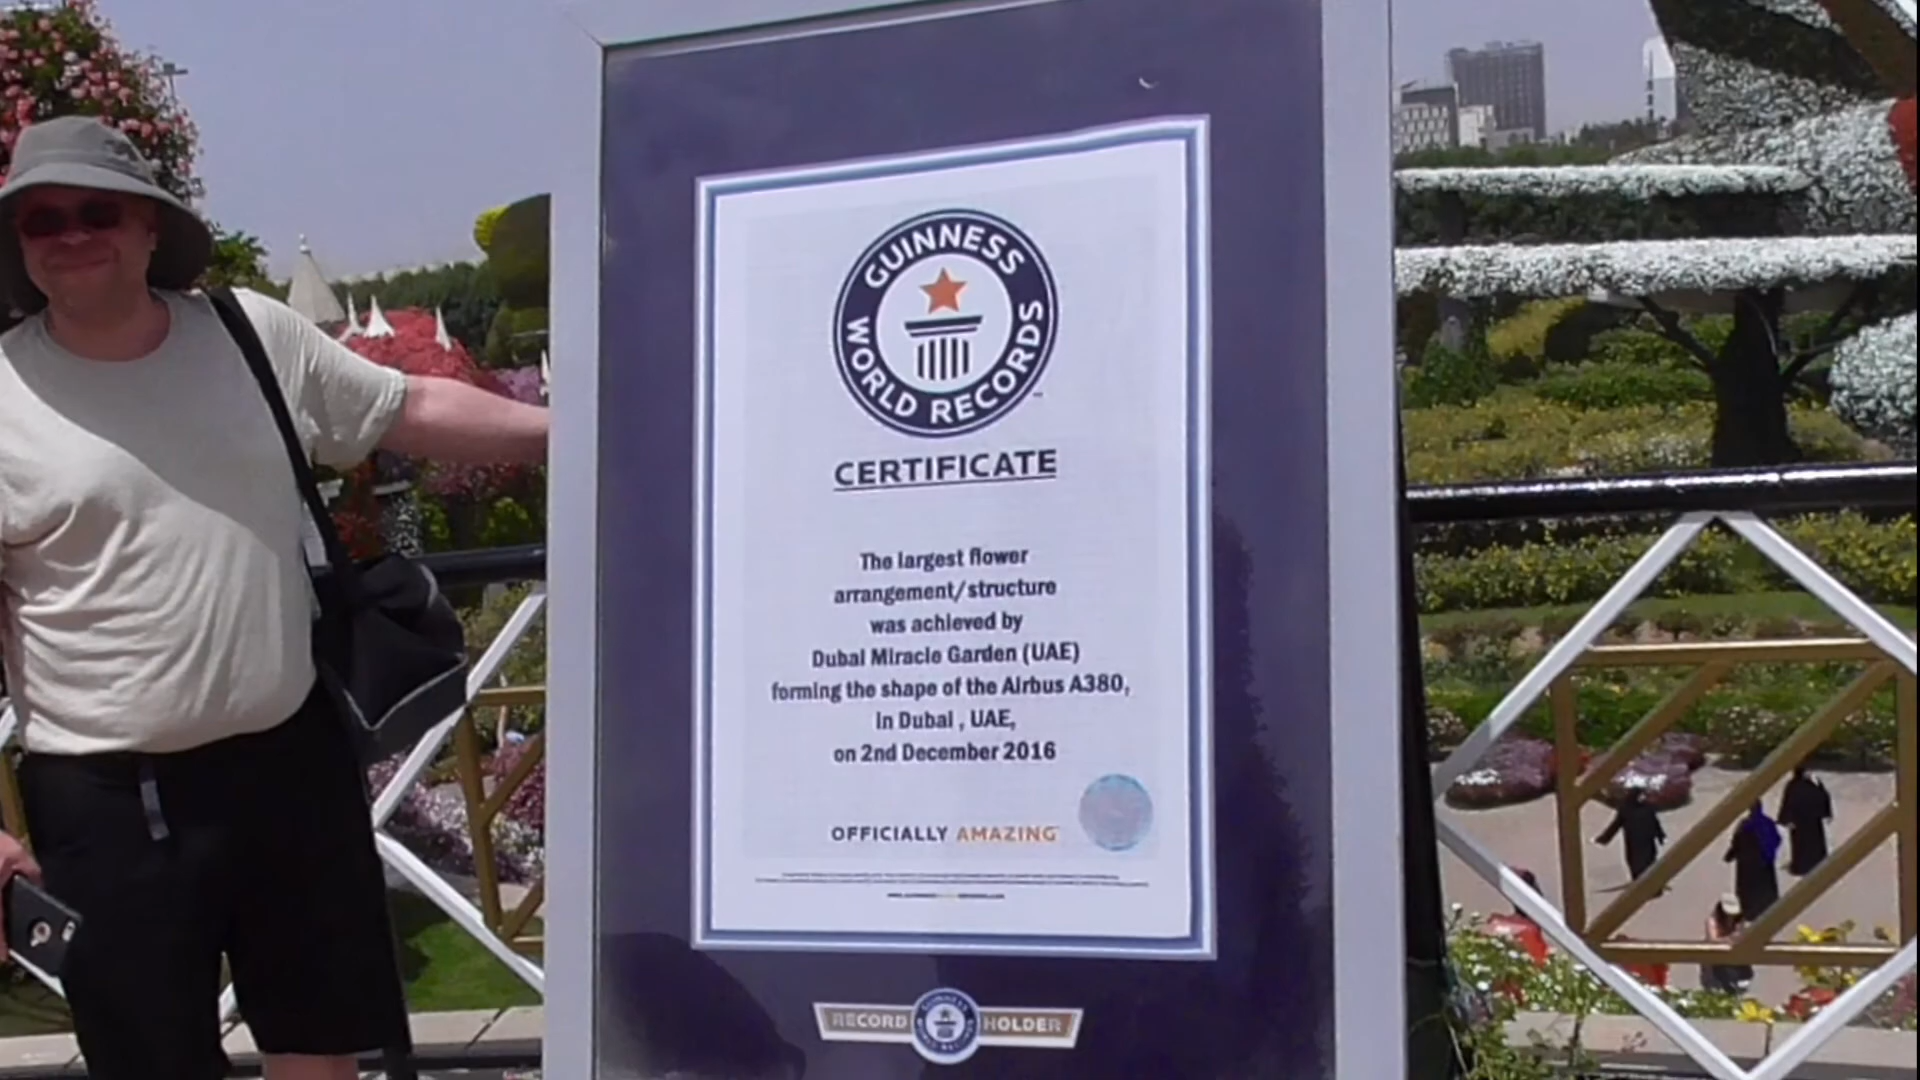 GUINNESS
WORLD RECORDS
CERTIFICATE
The largest flower
arrangement/structure
was achieved by
Dubai Miracle Garden (UAE)
forming the shape of the Airbus A380,
in Dubai , UAE,
on 2nd December 2016
OFFICIALLY AMAZING
RECORD HOLDER